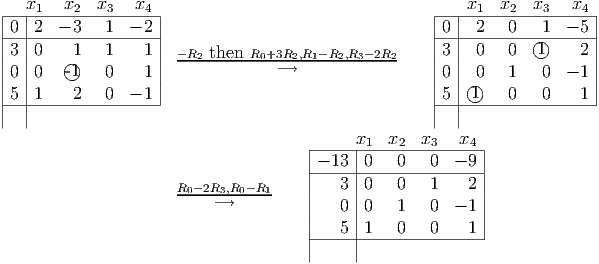 x₁ x₂ x₃ x₄ x₁ x₂ x₃ x₄
0 2 −3 1 −2 0 2 0 1 −5
3 0 1 1 1 −R₂ then R₀+3R₂,R₁−R₂,R₃−2R₂ 3 0 0 1 2
0 0 -1 0 1 ⟶ 0 0 1 0 −1
5 1 2 0 −1 5 1 0 0 1
x₁ x₂ x₃ x₄
−13 0 0 0 −9
R₀−2R₃,R₀−R₁ 3 0 0 1 2
⟶ 0 0 1 0 −1
5 1 0 0 1